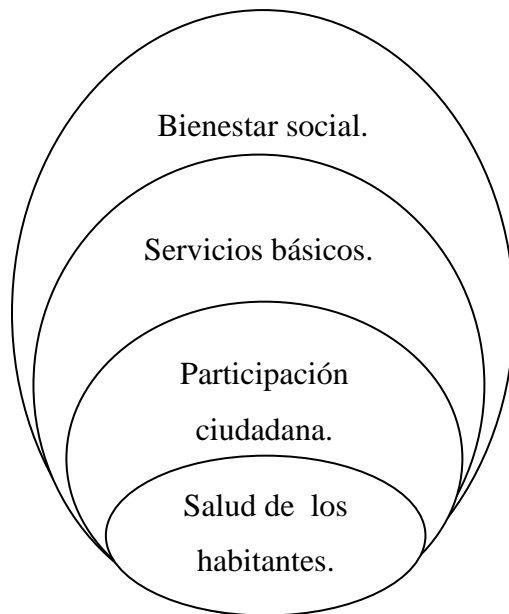 Bienestar social.
Servicios básicos.
Participación
ciudadana.
Salud de  los
habitantes.